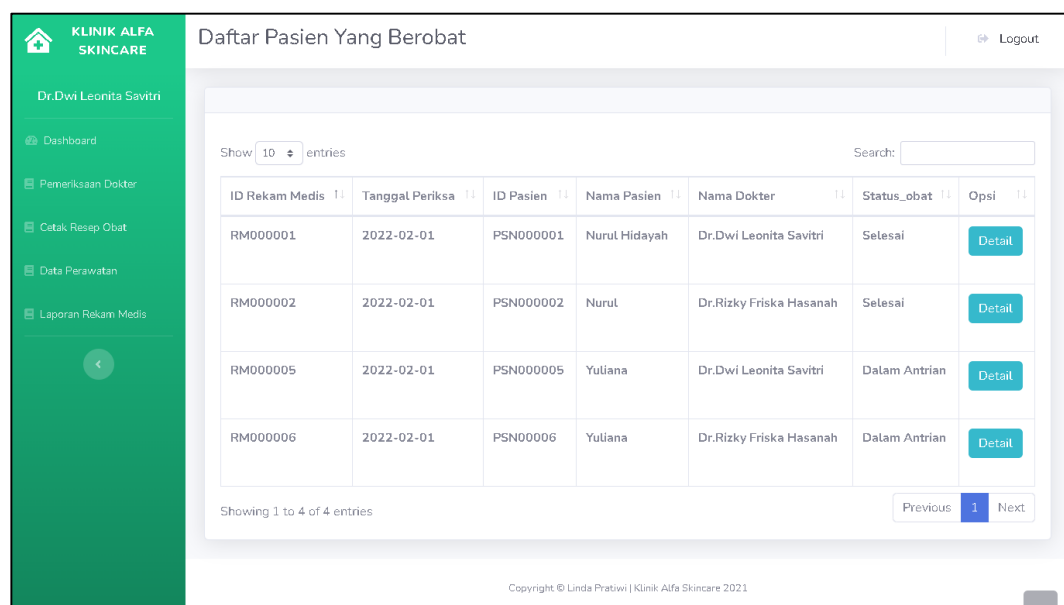 KLINIK ALFA
SKINCARE
Daftar Pasien Yang Berobat
Logout
Dr.Dwi Leonita Savitri
Dashboard
Pemeriksaan Dokter
Cetak Resep Obat
Data Perawatan
Laporan Rekam Medis
Show 10 entries
Search:
ID Rekam Medis Tanggal Periksa ID Pasien Nama Pasien Nama Dokter Status_obat Opsi
RM000001 2022-02-01 PSN000001 Nurul Hidayah Dr.Dwi Leonita Savitri Selesai Detail
RM000002 2022-02-01 PSN000002 Nurul Dr.Rizky Friska Hasanah Selesai Detail
RM000005 2022-02-01 PSN000005 Yuliana Dr.Dwi Leonita Savitri Dalam Antrian Detail
RM000006 2022-02-01 PSN00006 Yuliana Dr.Rizky Friska Hasanah Dalam Antrian Detail
Showing 1 to 4 of 4 entries
Previous 1 Next
Copyright © Linda Pratiwi | Klinik Alfa Skincare 2021